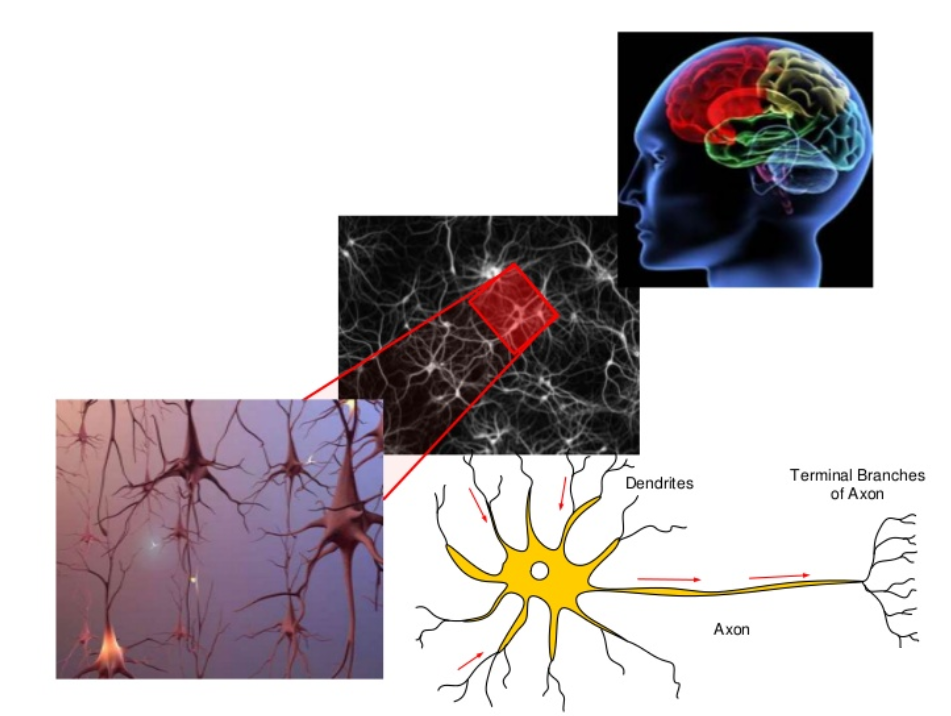 Dendrites
Terminal Branches
of Axon
Axon